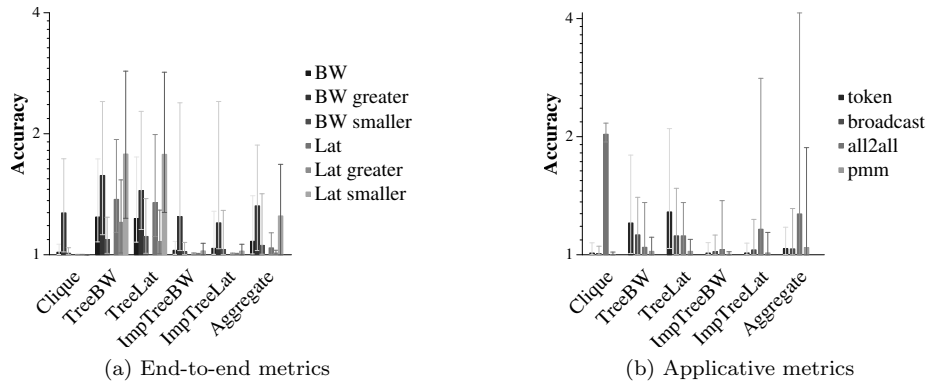 4
2
1
Accuracy
BW
BW greater
BW smaller
Lat
Lat greater
Lat smaller
Clique
TreeBW
TreeLat
ImpTreeBW
ImpTreeLat
Aggregate
(a) End-to-end metrics
4
2
1
Accuracy
token
broadcast
all2all
pmm
Clique
TreeBW
TreeLat
ImpTreeBW
ImpTreeLat
Aggregate
(b) Applicative metrics